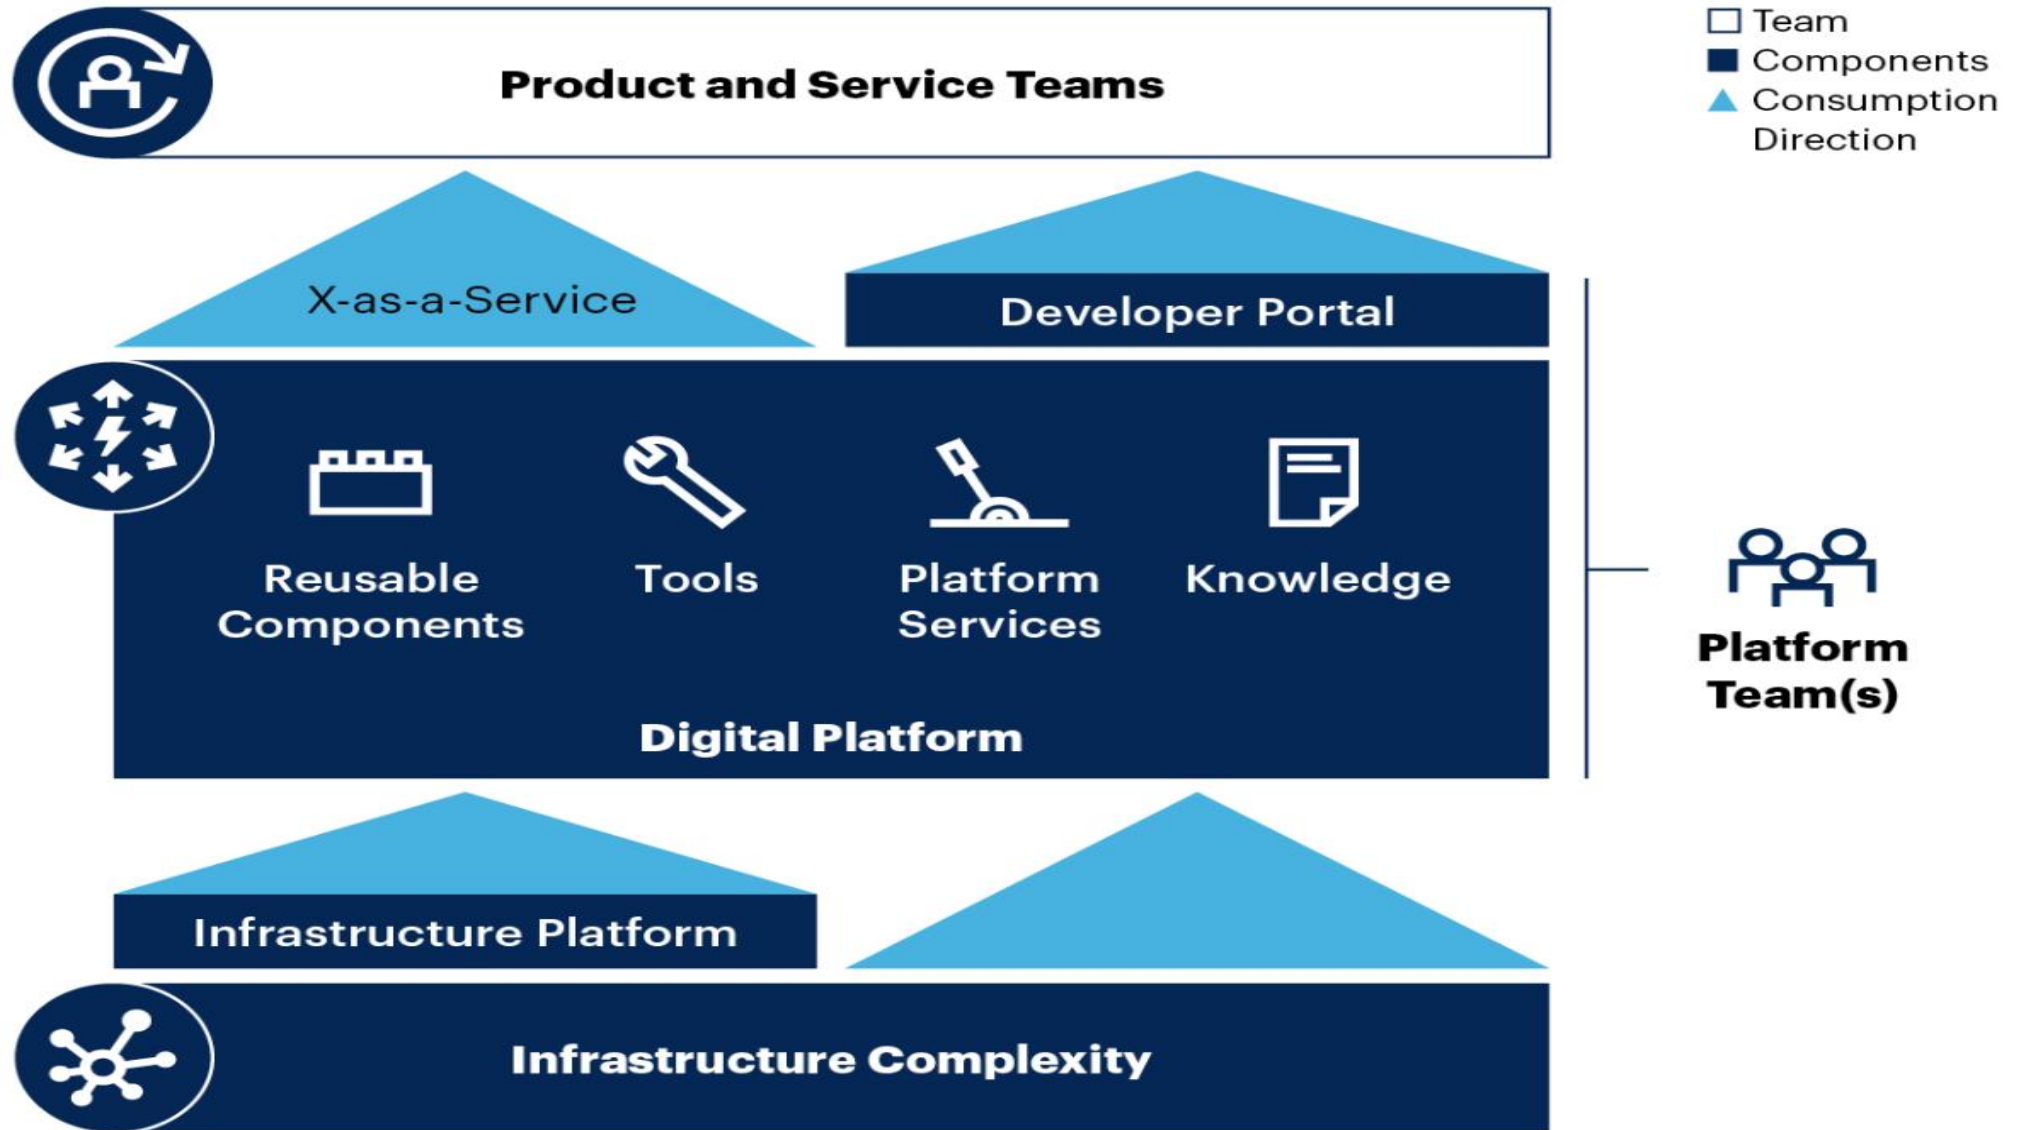 Product and Service Teams
Team
Components
Consumption
Direction
X-as-a-Service
Developer Portal
Reusable
Components
Tools
Platform
Services
Knowledge
Digital Platform
Platform
Team(s)
Infrastructure Platform
Infrastructure Complexity